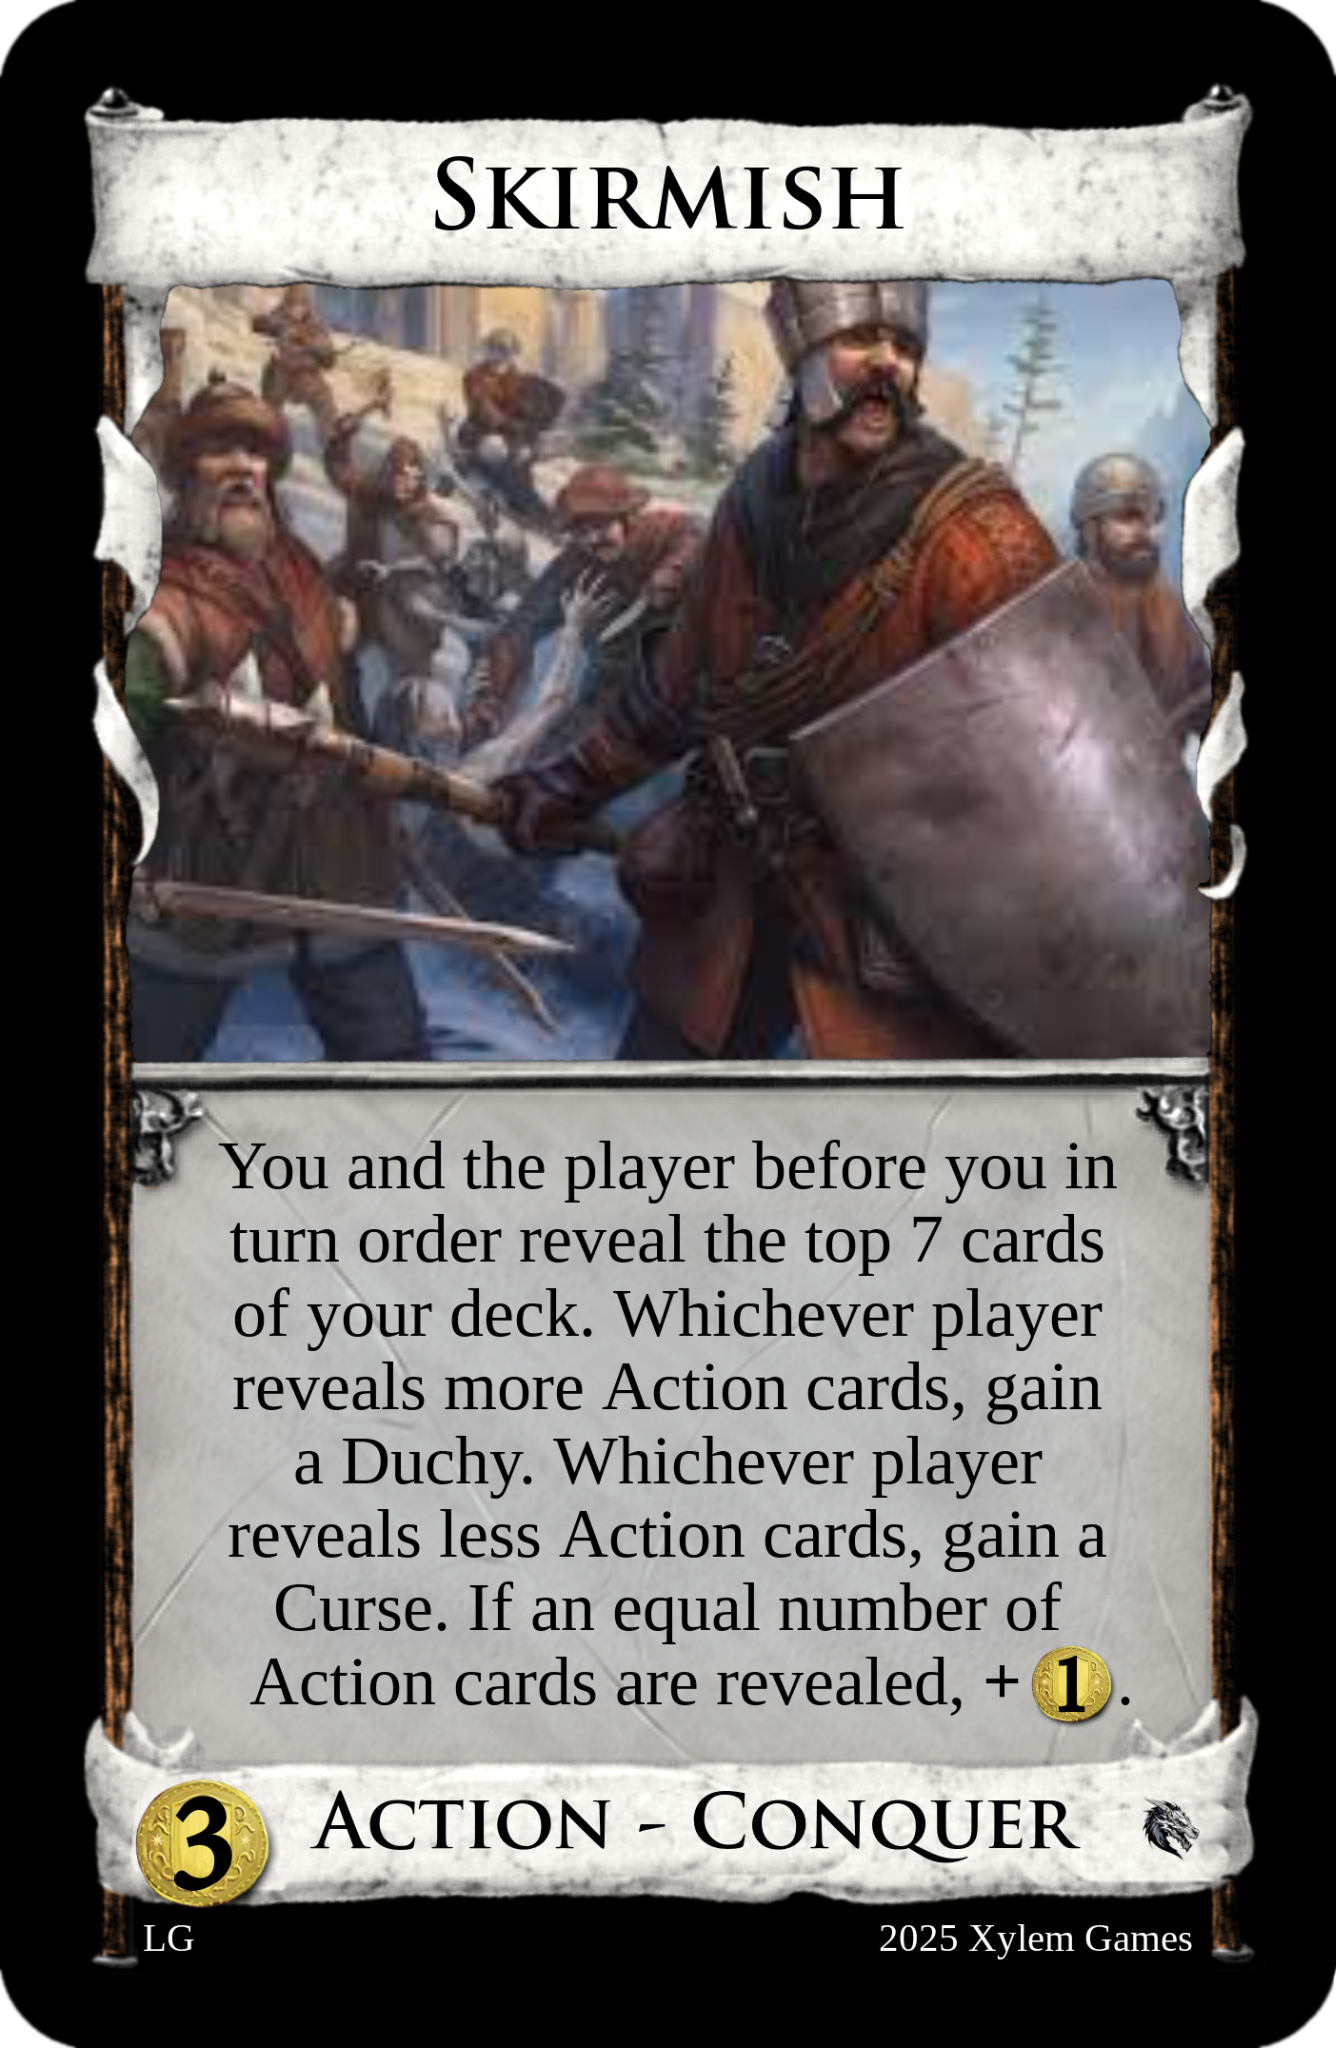 Skirmish
You and the player before you in
turn order reveal the top 7 cards
of your deck. Whichever player
reveals more Action cards, gain
a Duchy. Whichever player
reveals less Action cards, gain a
Curse. If an equal number of
Action cards are revealed, + 1 .
3 Action - Conquer
LG 2025 Xylem Games